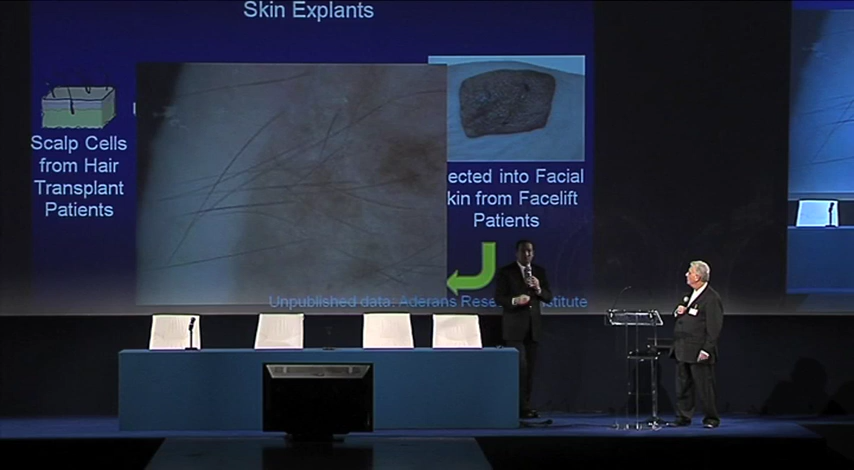 Skin Explants
Scalp Cells
from Hair
Transplant
Patients
ected into Facial
kin from Facelift
Patients
Unpublished data: Aderans Rese
titute